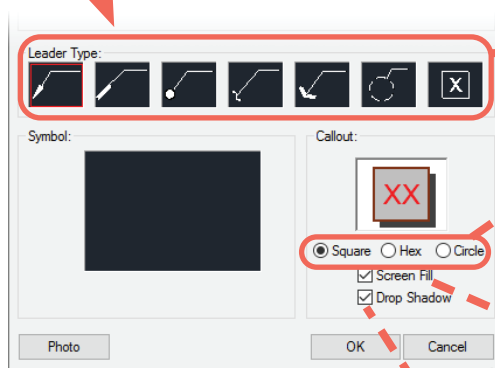 Leader Type:
X
Symbol:
Callout:
XX
Square Hex Circle
Screen Fill
Drop Shadow
Photo OK Cancel